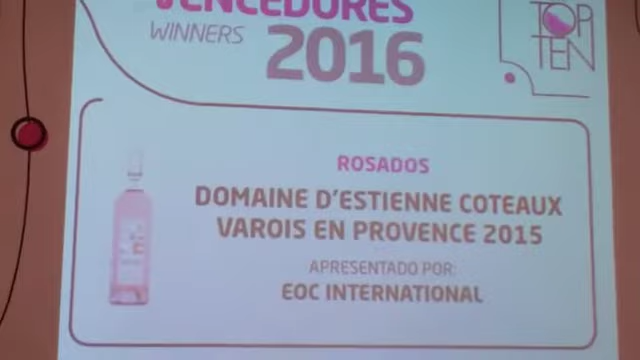 VENCEDORES
WINNERS
2016
TOP
TEN
ROSADOS
DOMAINE D'ESTIENNE COTEAUX
VAROIS EN PROVENCE 2015
APRESENTADO POR:
EOC INTERNATIONAL